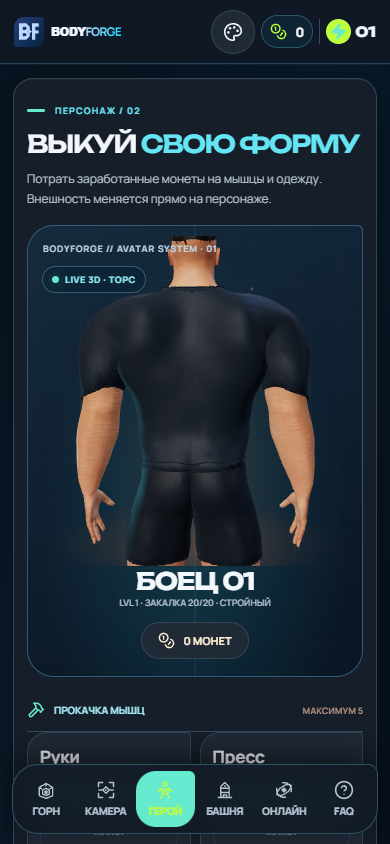 BF BODYFORGE
0
01
ПЕРСОНАЖ / 02
ВЫКУЙ СВОЮ ФОРМУ
Потрать заработанные монеты на мышцы и одежду.
Внешность меняется прямо на персонаже.
BODYFORGE // AVATAR SYSTEM · 01
LIVE 3D · ТОРС
БОЕЦ 01
LVL 1 · ЗАКАЛКА 20/20 · СТРОЙНЫЙ
0 МОНЕТ
ПРОКАЧКА МЫШЦ
МАКСИМУМ 5
Руки
Пресс
ГОРН
КАМЕРА
ГЕРОЙ
БАШНЯ
ОНЛАЙН
FAQ